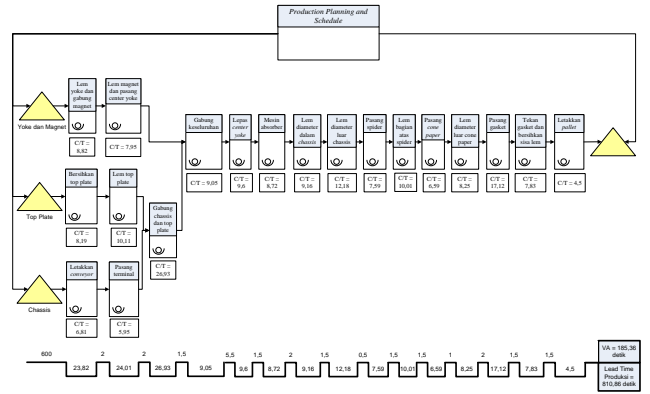 Production Planning and
Schedule
Lem
yoke dan
gabung
magnet
C/T =
8,82
Lem magnet
dan pasang
center yoke
C/T = 7,95
Yoke dan Magnet
Bersihkan
top plate
C/T =
8,19
Lem top
plate
C/T =
10,11
Top Plate
Gabung
chassis
dan top
plate
C/T =
26,93
Letakkan
conveyor
C/T =
6,81
Pasang
terminal
C/T =
5,95
Chassis
Gabung
keseluruhan
C/T = 9,05
Lepas
center
yoke
C/T =
9,6
Mesin
absorber
C/T =
8,72
Lem
diameter
dalam
chassis
C/T =
9,16
Lem
diameter
luar
chassis
C/T =
12,18
Pasang
spider
C/T =
7,59
Lem
bagian
atas
spider
C/T =
10,01
Pasang
cone
paper
C/T =
6,59
Lem
diameter
luar cone
paper
C/T =
8,25
Pasang
gasket
C/T =
17,12
Tekan
gasket dan
bersihkan
sisa lem
C/T =
7,83
Letakkan
pallet
C/T = 4,5
600 2 2 1,5 5,5 1,5 2 1,5 0,5 1,5 1 2 1,5 1,5
23,82 24,01 26,93 9,05 9,6 8,72 9,16 12,18 7,59 10,01 6,59 8,25 17,12 7,83 4,5
VA = 185,36
detik
Lead Time
Produksi =
810,86 detik